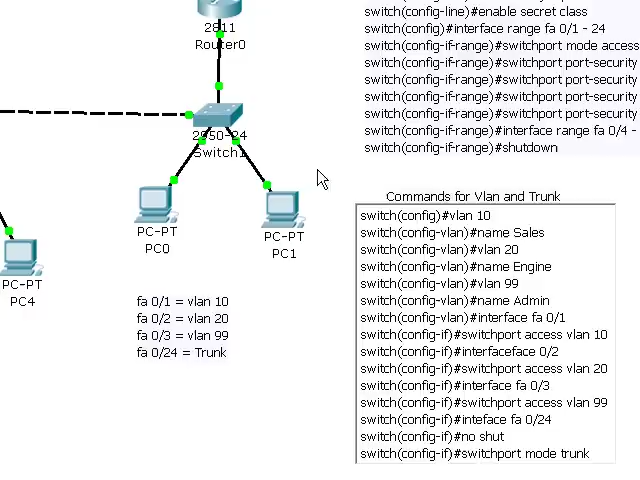 2811
Router0
2950-24
Switch1
PC-PT
PC0
PC-PT
PC1
PC-PT
PC4
fa 0/1 = vlan 10
fa 0/2 = vlan 20
fa 0/3 = vlan 99
fa 0/24 = Trunk
switch(config-line)#enable secret class
switch(config)#interface range fa 0/1 - 24
switch(config-if-range)#switchport mode access
switch(config-if-range)#switchport port-security
switch(config-if-range)#switchport port-security
switch(config-if-range)#switchport port-security
switch(config-if-range)#switchport port-security
switch(config-if-range)#interface range fa 0/4 -
switch(config-if-range)#shutdown
Commands for Vlan and Trunk
switch(config)#vlan 10
switch(config-vlan)#name Sales
switch(config-vlan)#vlan 20
switch(config-vlan)#name Engine
switch(config-vlan)#vlan 99
switch(config-vlan)#name Admin
switch(config-vlan)#interface fa 0/1
switch(config-if)#switchport access vlan 10
switch(config-if)#interfaceface 0/2
switch(config-if)#switchport access vlan 20
switch(config-if)#interface fa 0/3
switch(config-if)#switchport access vlan 99
switch(config-if)#inteface fa 0/24
switch(config-if)#no shut
switch(config-if)#switchport mode trunk